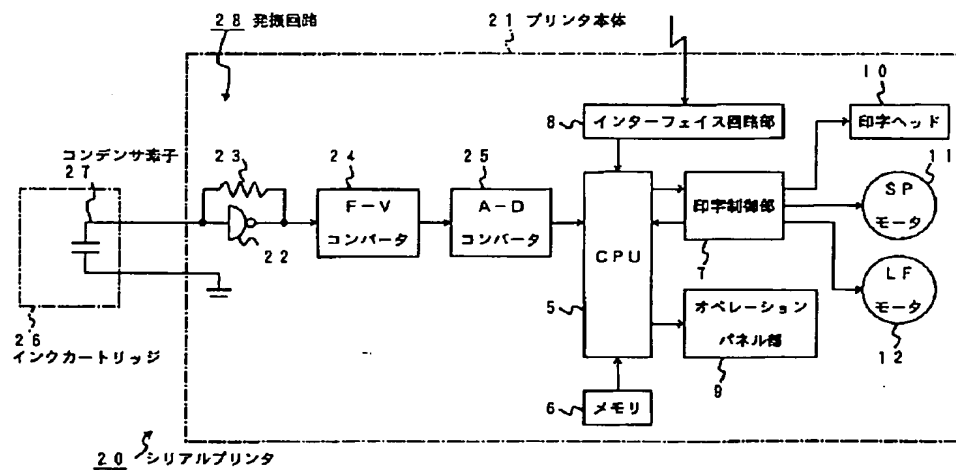 28 発振回路
21 プリンタ本体
10
8 インターフェイス回路部
印字ヘッド
コンデンサ素子
27
23
24
25
11
F-V
コンバータ
A-D
コンバータ
CPU
印字制御部
SP
モータ
22
7
LF
モータ
26
インクカートリッジ
5
オペレーション
パネル部
12
6 メモリ
9
20 シリアルプリンタ